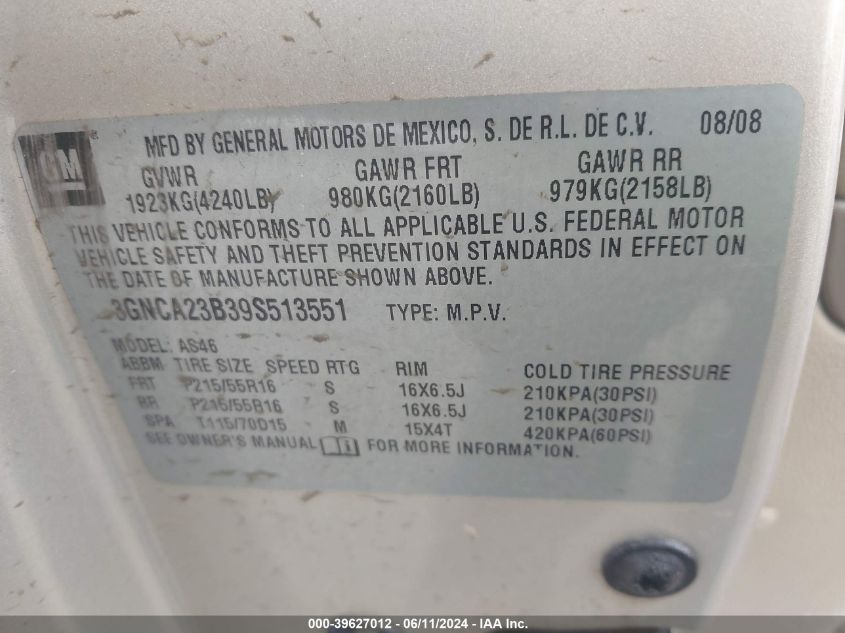 GM
MFD BY GENERAL MOTORS DE MEXICO, S. DE R.L. DE C.V. 08/08
GVWR GAWR FRT GAWR RR
1923KG(4240LB) 980KG(2160LB) 979KG(2158LB)
THIS VEHICLE CONFORMS TO ALL APPLICABLE U.S. FEDERAL MOTOR
VEHICLE SAFETY AND THEFT PREVENTION STANDARDS IN EFFECT ON
THE DATE OF MANUFACTURE SHOWN ABOVE.
3GNCA23B39S513551 TYPE: M.P.V.
MODEL: AS46
ABBM TIRE SIZE SPEED RTG RIM COLD TIRE PRESSURE
FRT P215/55R16 S 16X6.5J 210KPA(30PSI)
RR P215/55R16 S 16X6.5J 210KPA(30PSI)
SPA T115/70D15 M 15X4T 420KPA(60PSI)
SEE OWNER'S MANUAL FOR MORE INFORMATION.
000-39627012 - 06/11/2024 - IAA Inc.